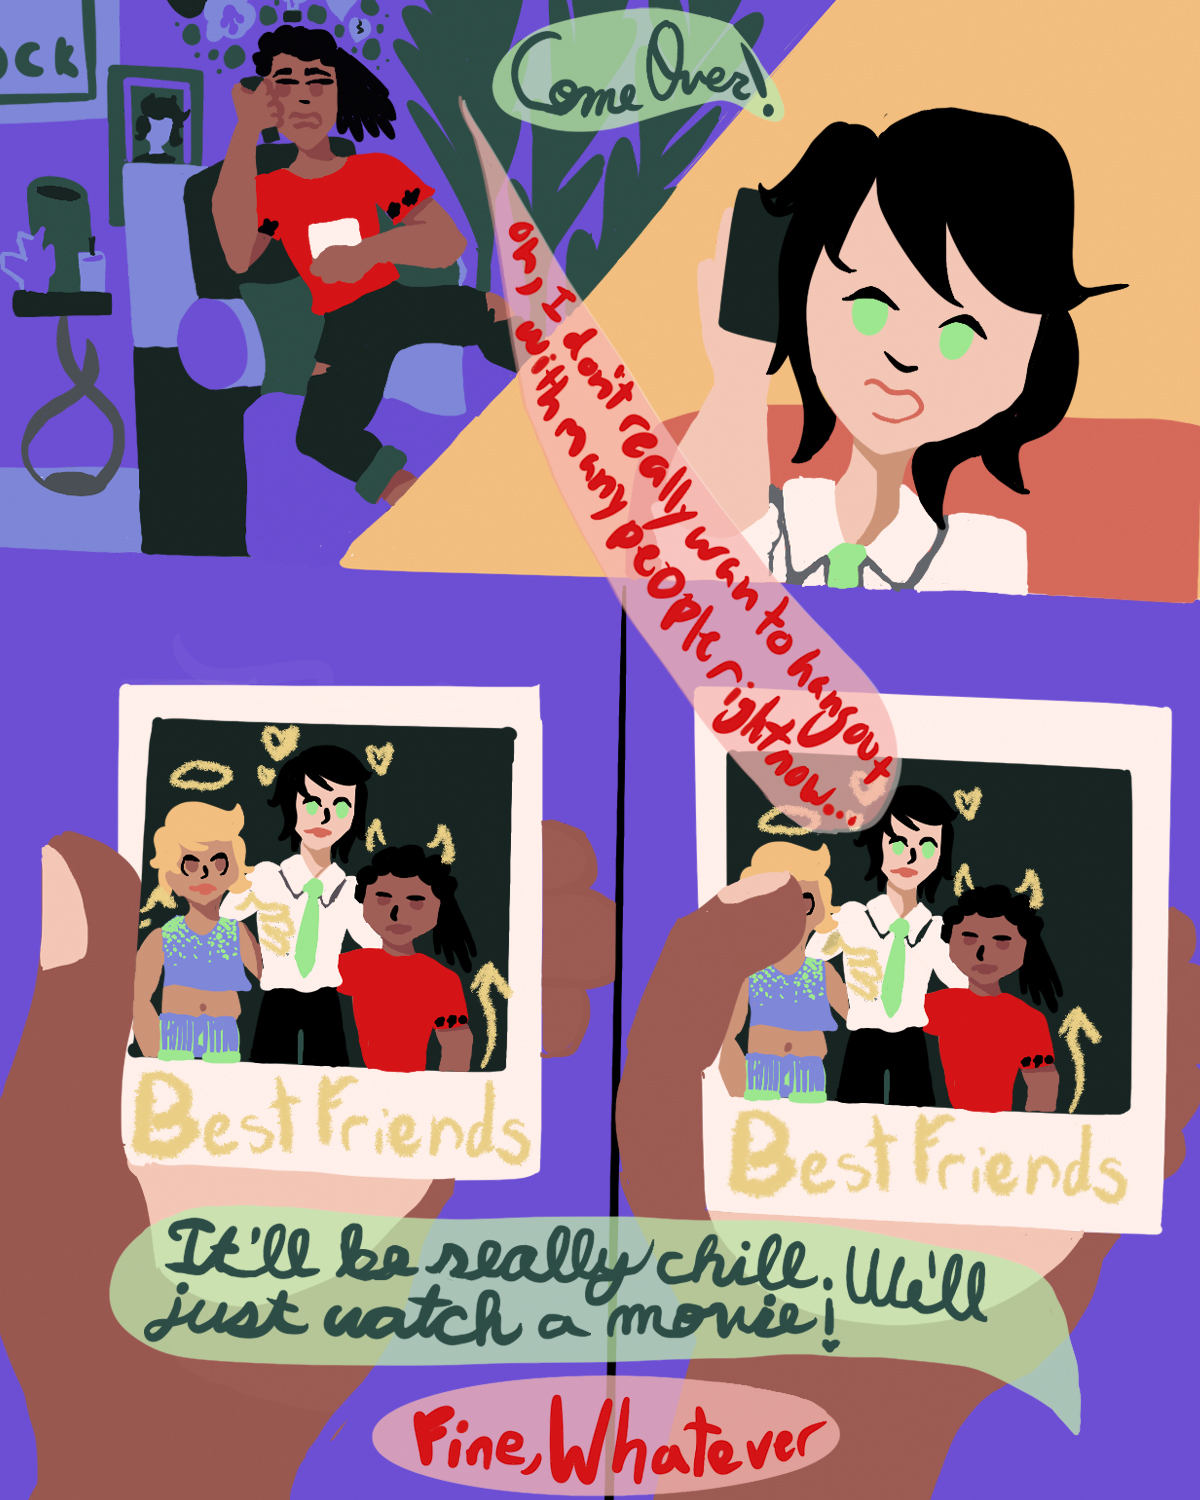 ock
Come Over!
oh, I don't really want to hangout
with many people right now...
Best Friends
Best Friends
It'll be really chill. We'll
just watch a movie!
Fine, Whatever